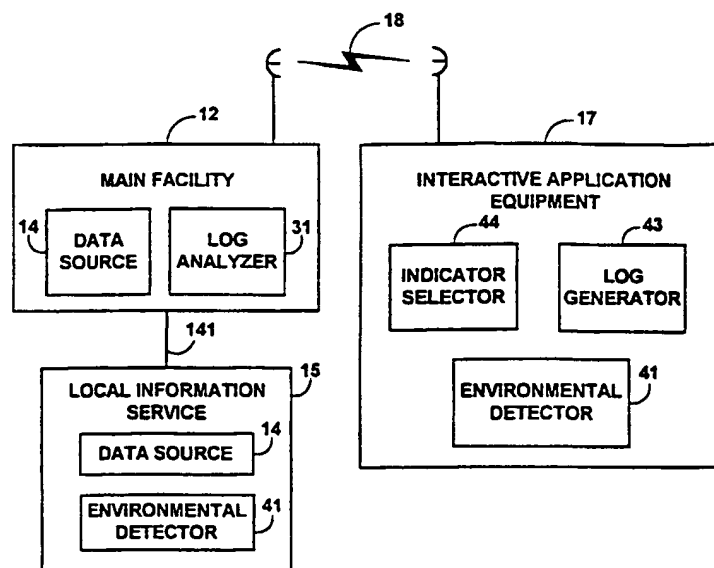 18
12
17
MAIN FACILITY
INTERACTIVE APPLICATION
EQUIPMENT
14
DATA
SOURCE
31
LOG
ANALYZER
44
INDICATOR
SELECTOR
43
LOG
GENERATOR
141
15
LOCAL INFORMATION
SERVICE
14
DATA SOURCE
41
ENVIRONMENTAL
DETECTOR
41
ENVIRONMENTAL
DETECTOR